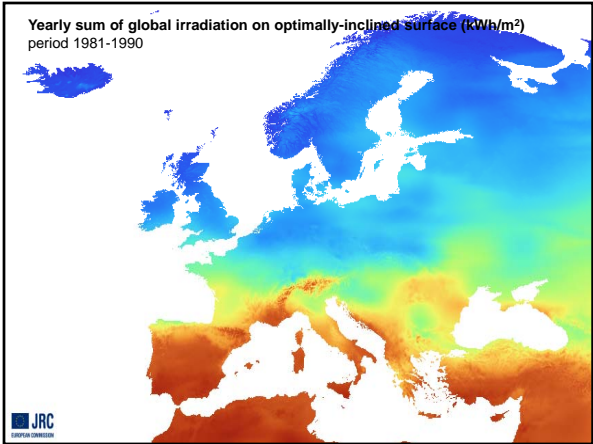 Yearly sum of global irradiation on optimally-inclined surface (kWh/m²)
period 1981-1990
JRC
EUROPEAN COMMISSION